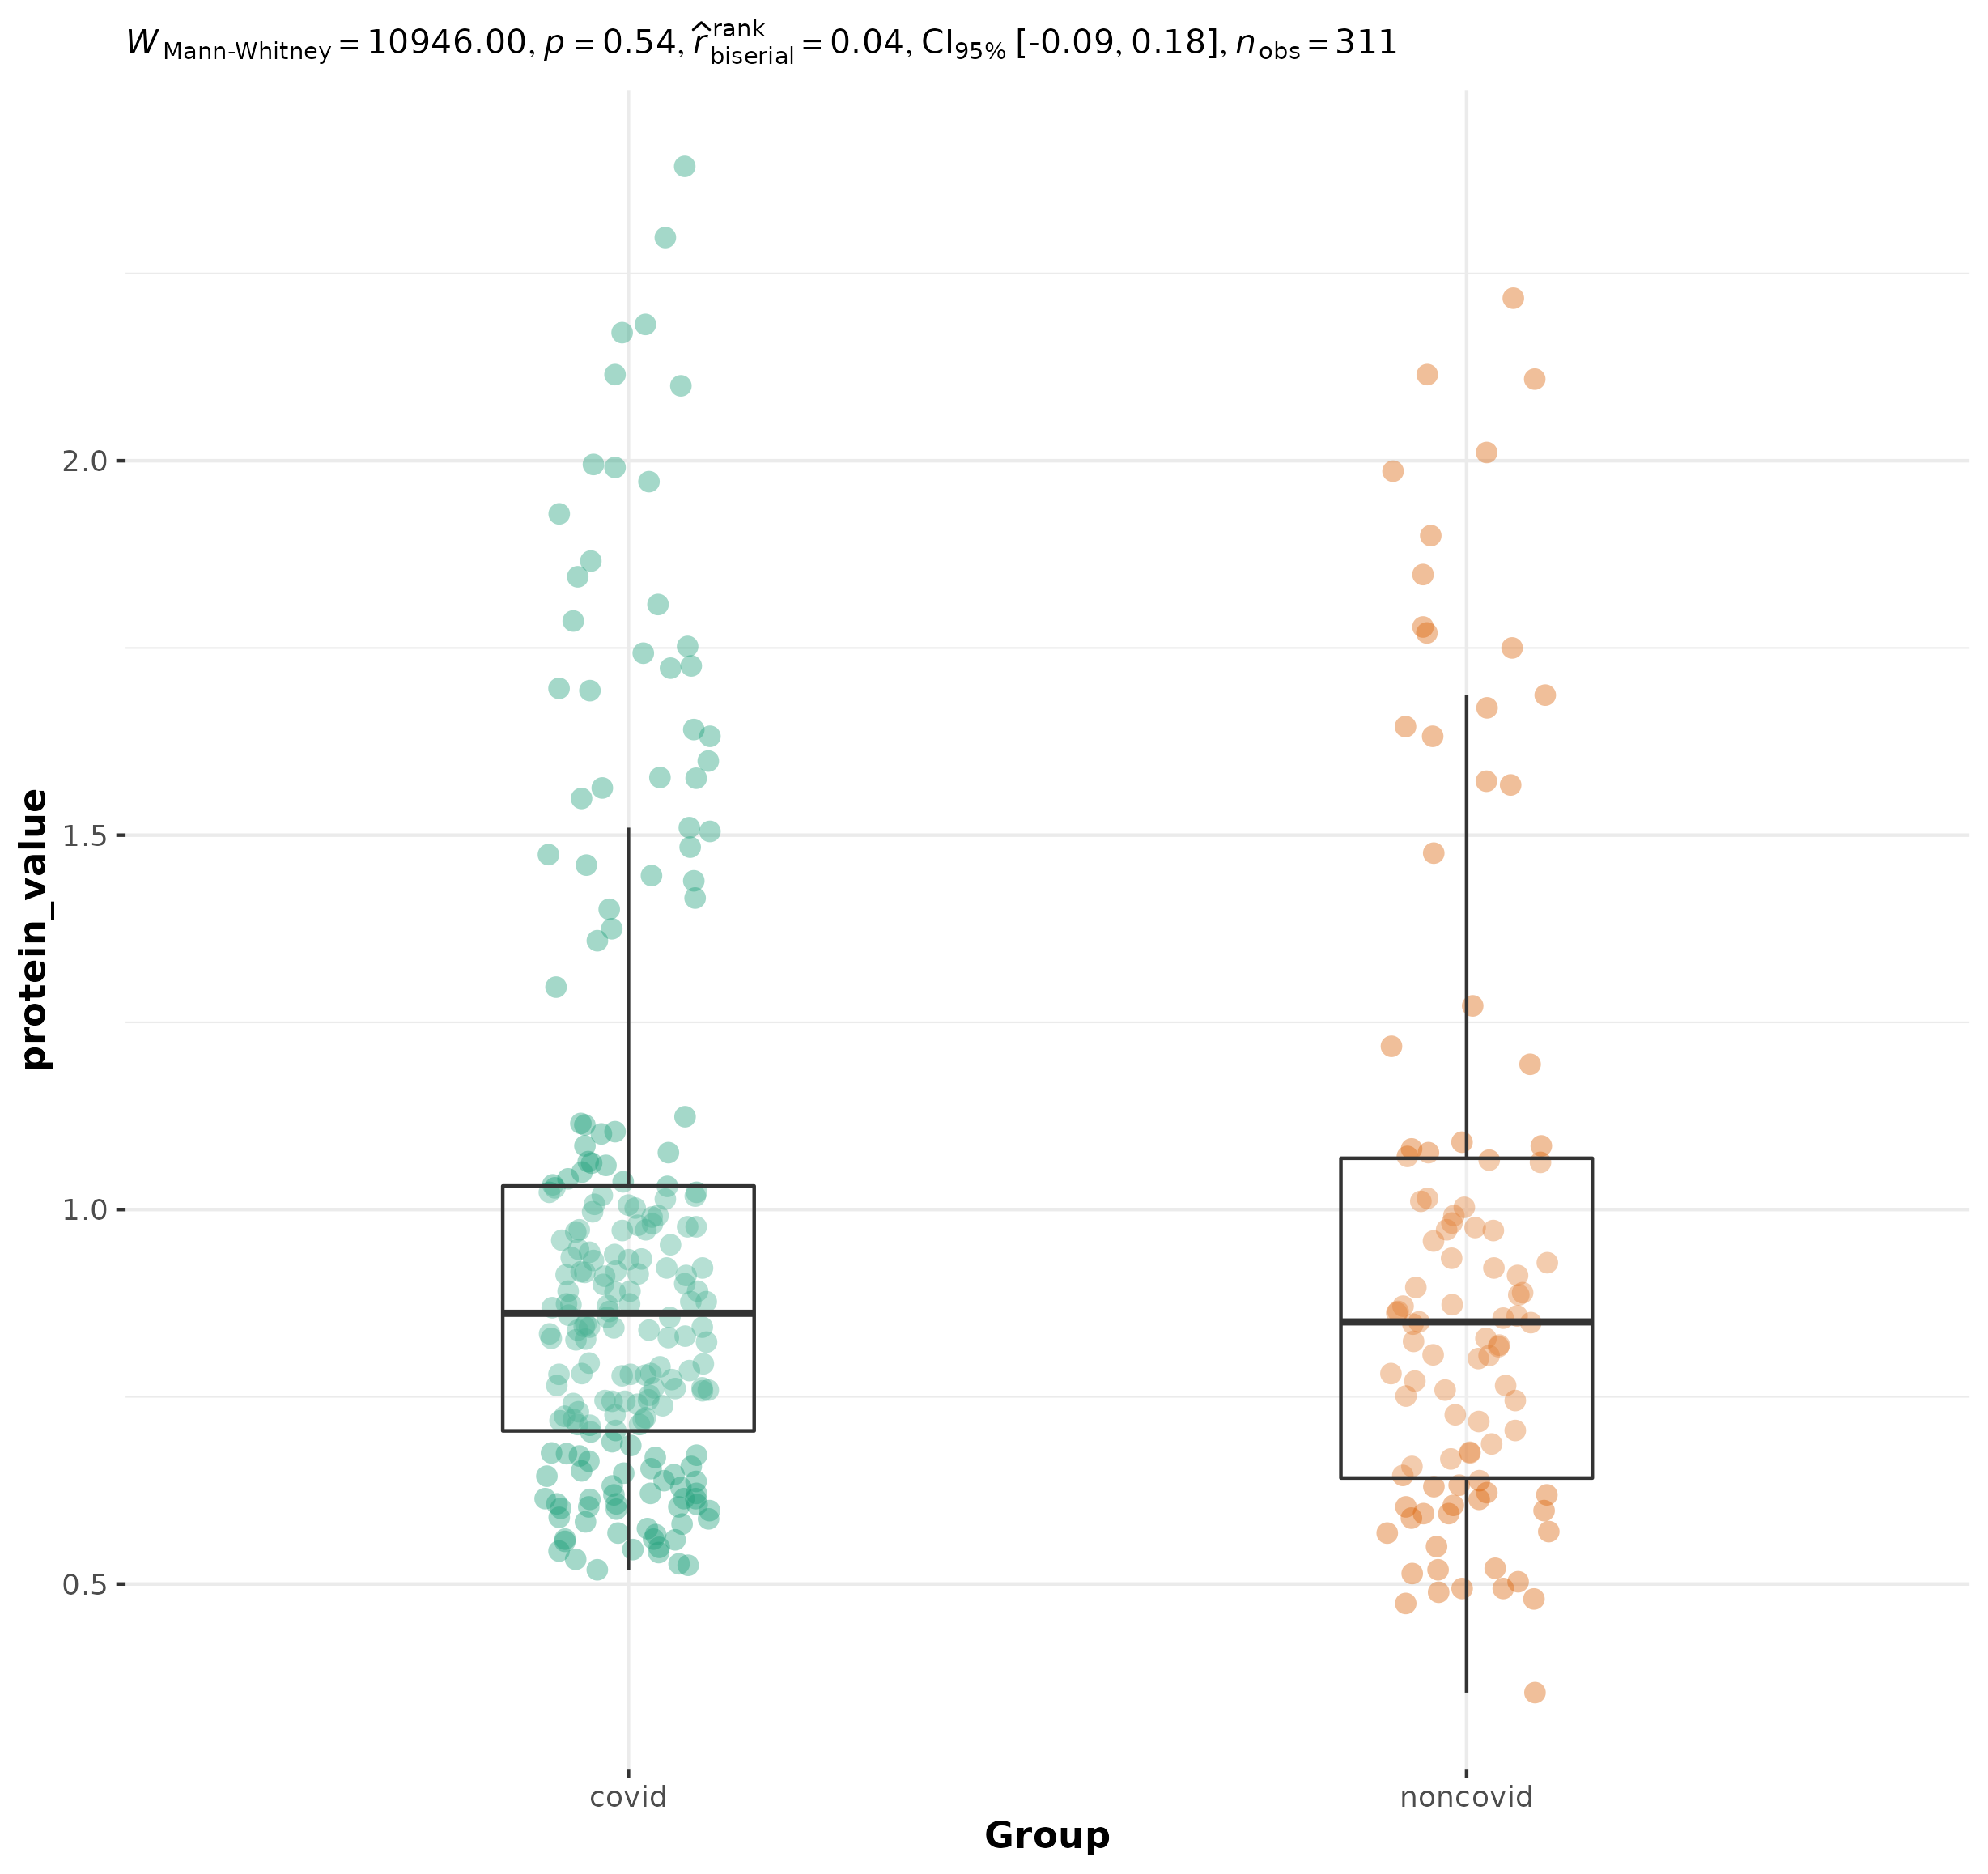 W Mann-Whitney = 10946.00, p = 0.54, r̂ rank biserial = 0.04, CI95% [-0.09, 0.18], nobs = 311
protein_value
2.0
1.5
1.0
0.5
covid noncovid
Group